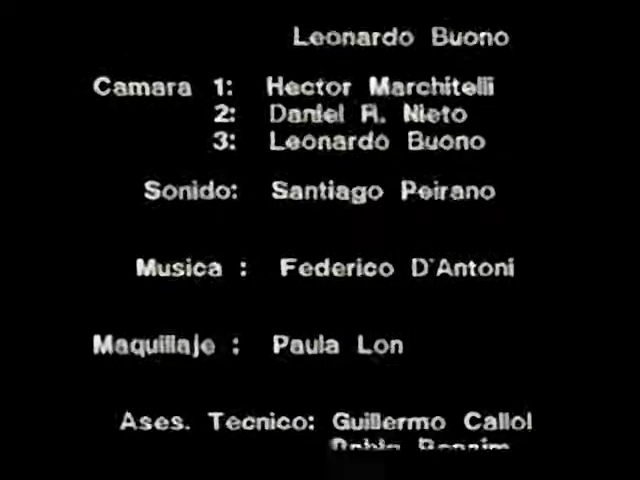 Leonardo Buono
Camara 1: Hector Marchitelli
2: Daniel R. Nieto
3: Leonardo Buono
Sonido: Santiago Peirano
Musica : Federico D'Antoni
Maquillaje : Paula Lon
Ases. Tecnico: Guillermo Callol
Pablo